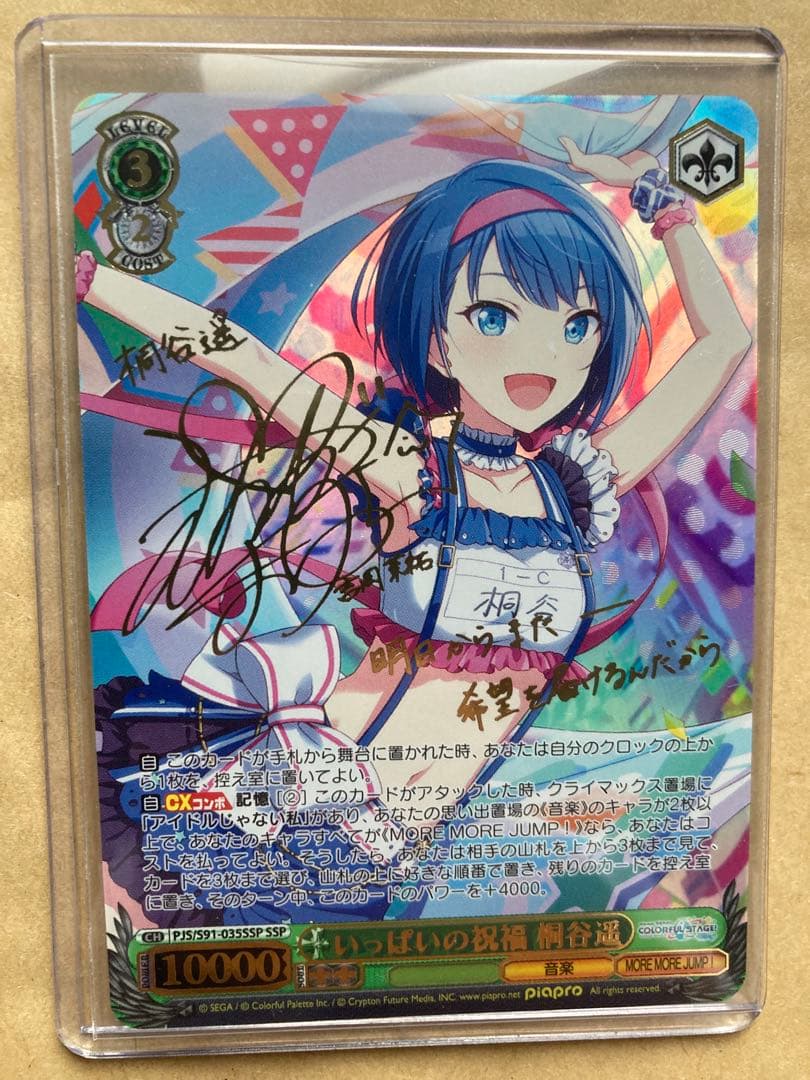 LEVEL
3
2
COST
桐谷遥
吉岡茉祐
1-C
桐谷
明日からまた
希望を届けるんだから
自 このカードが手札から舞台に置かれた時、あなたは自分のクロックの上か
ら1枚を、控え室に置いてよい。
自 CXコンボ 記憶 [②] このカードがアタックした時、クライマックス置場に
「アイドルじゃない私」があり、あなたの思い出置場の《音楽》のキャラが2枚以
上で、あなたのキャラすべてが《MORE MORE JUMP！》なら、あなたはコ
ストを払ってよい。そうしたら、あなたは相手の山札を上から3枚まで見て、
カードを3枚まで選び、山札の上に好きな順番で置き、残りのカードを控え室
に置き、そのターン中、このカードのパワーを＋4000。
CH PJS/S91-035SSP SSP
いっぱいの祝福 桐谷遥
COLORFUL STAGE!
POWER 10000
SOUL
音楽
MORE MORE JUMP！
© SEGA / © Colorful Palette Inc. / © Crypton Future Media, INC. www.piapro.net piapro All rights reserved.